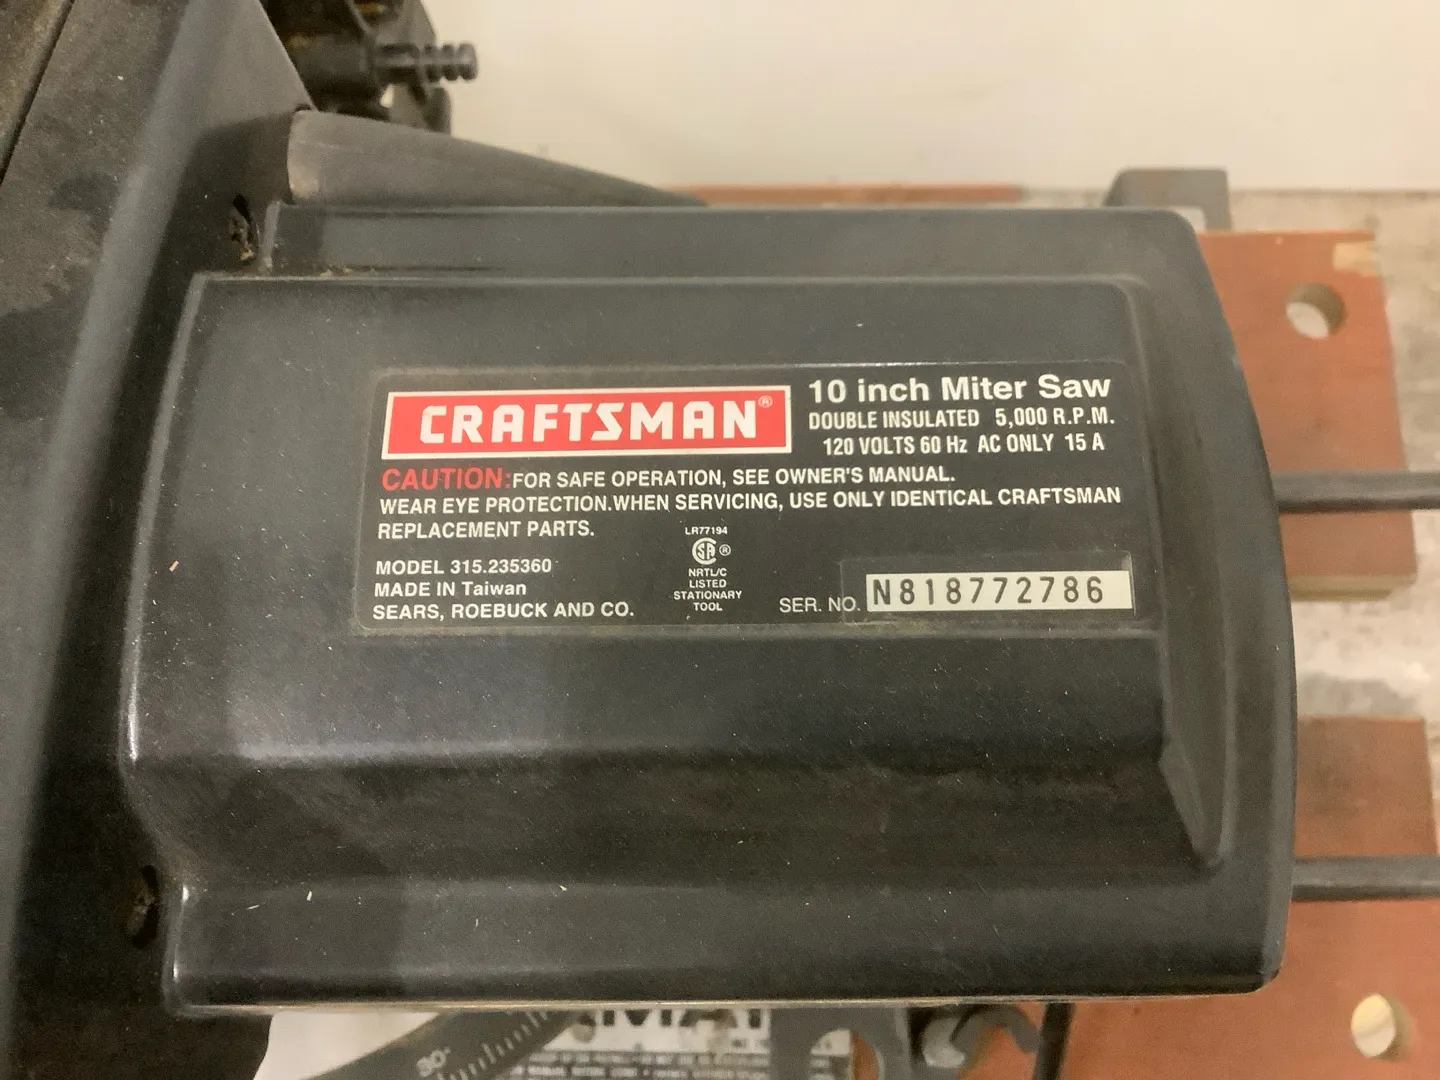 CRAFTSMAN®
10 inch Miter Saw
DOUBLE INSULATED 5,000 R.P.M.
120 VOLTS 60 Hz AC ONLY 15 A
CAUTION: FOR SAFE OPERATION, SEE OWNER'S MANUAL.
WEAR EYE PROTECTION. WHEN SERVICING, USE ONLY IDENTICAL CRAFTSMAN
REPLACEMENT PARTS.
MODEL 315.235360
MADE IN Taiwan
SEARS, ROEBUCK AND CO.
LR77194
SA ®
NRTL/C
LISTED
STATIONARY
TOOL
SER. NO. N818772786